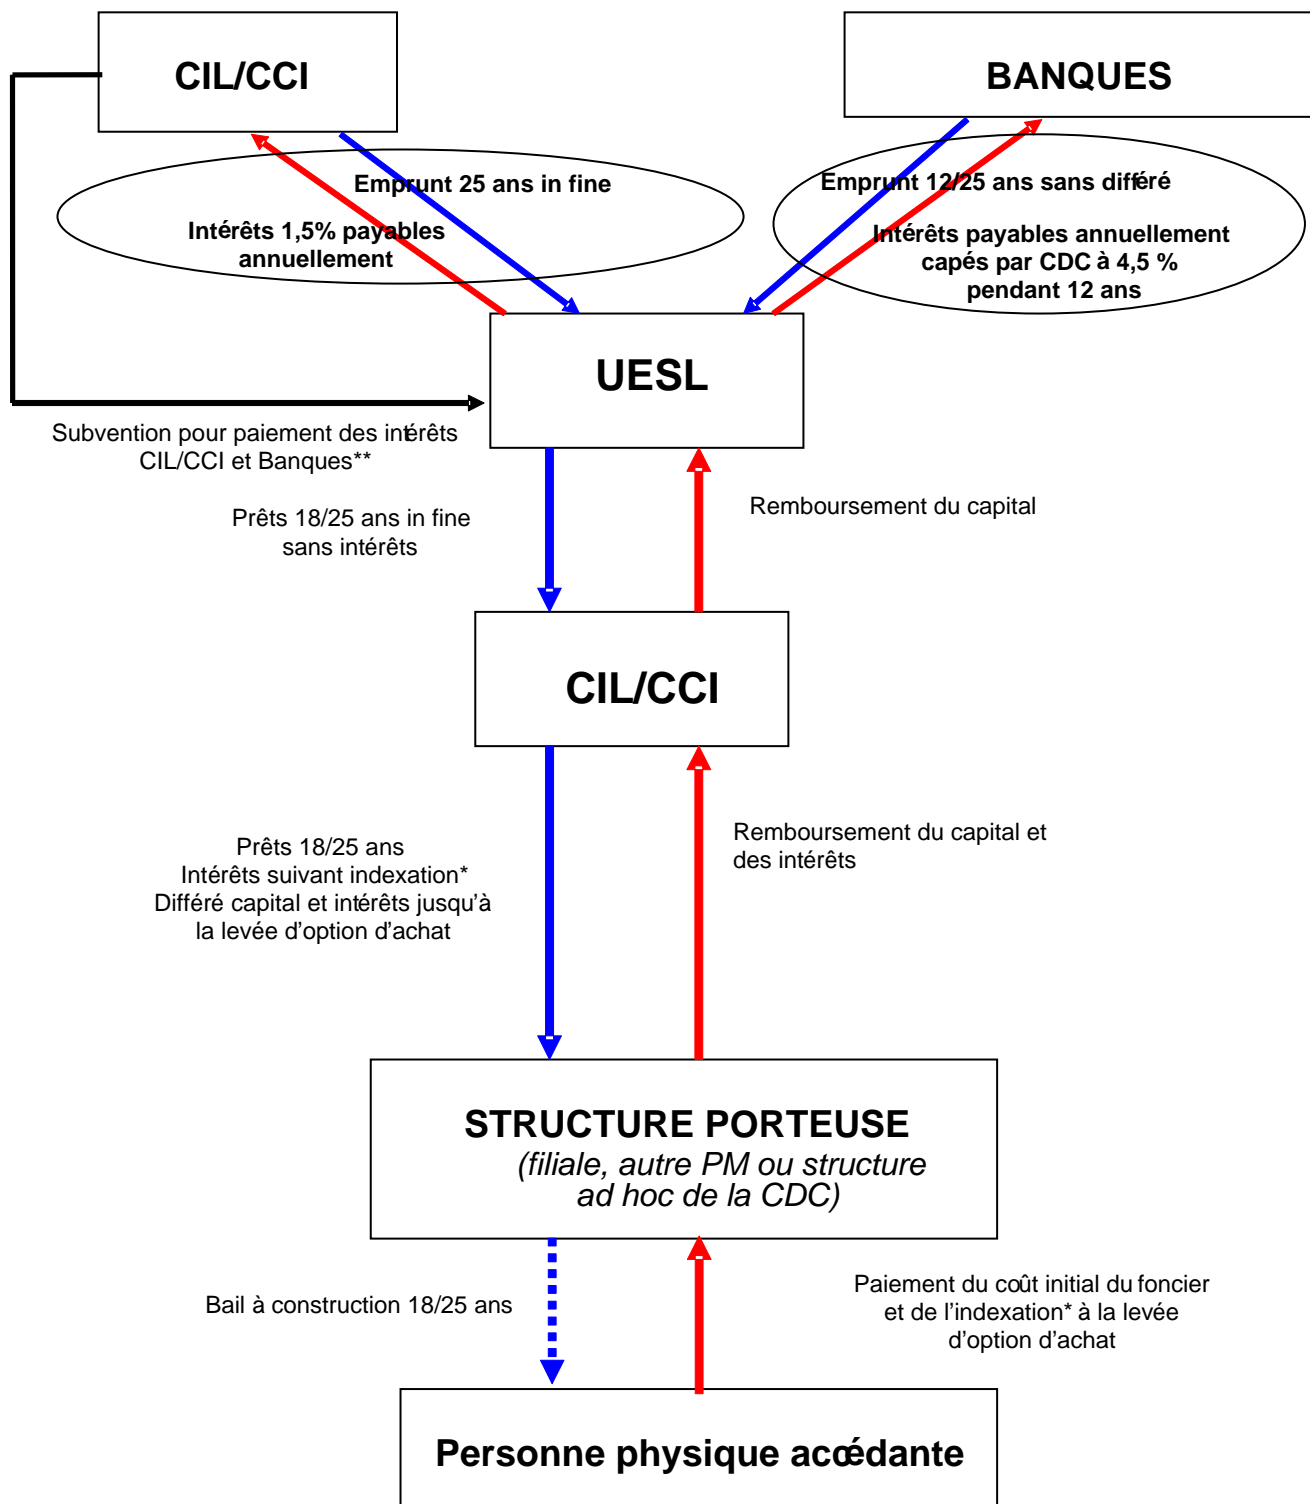 CIL/CCI
BANQUES
Emprunt 25 ans in fine
Intérêts 1,5% payables
annuellement
Emprunt 12/25 ans sans différé
Intérêts payables annuellement
capés par CDC à 4,5 %
pendant 12 ans
UESL
Subvention pour paiement des intérêts
CIL/CCI et Banques**
Prêts 18/25 ans in fine
sans intérêts
Remboursement du capital
CIL/CCI
Prêts 18/25 ans
Intérêts suivant indexation*
Différé capital et intérêts jusqu’à
la levée d’option d’achat
Remboursement du capital et
des intérêts
STRUCTURE PORTEUSE
(filiale, autre PM ou structure
ad hoc de la CDC)
Bail à construction 18/25 ans
Paiement du coût initial du foncier
et de l’indexation* à la levée
d’option d’achat
Personne physique accédante